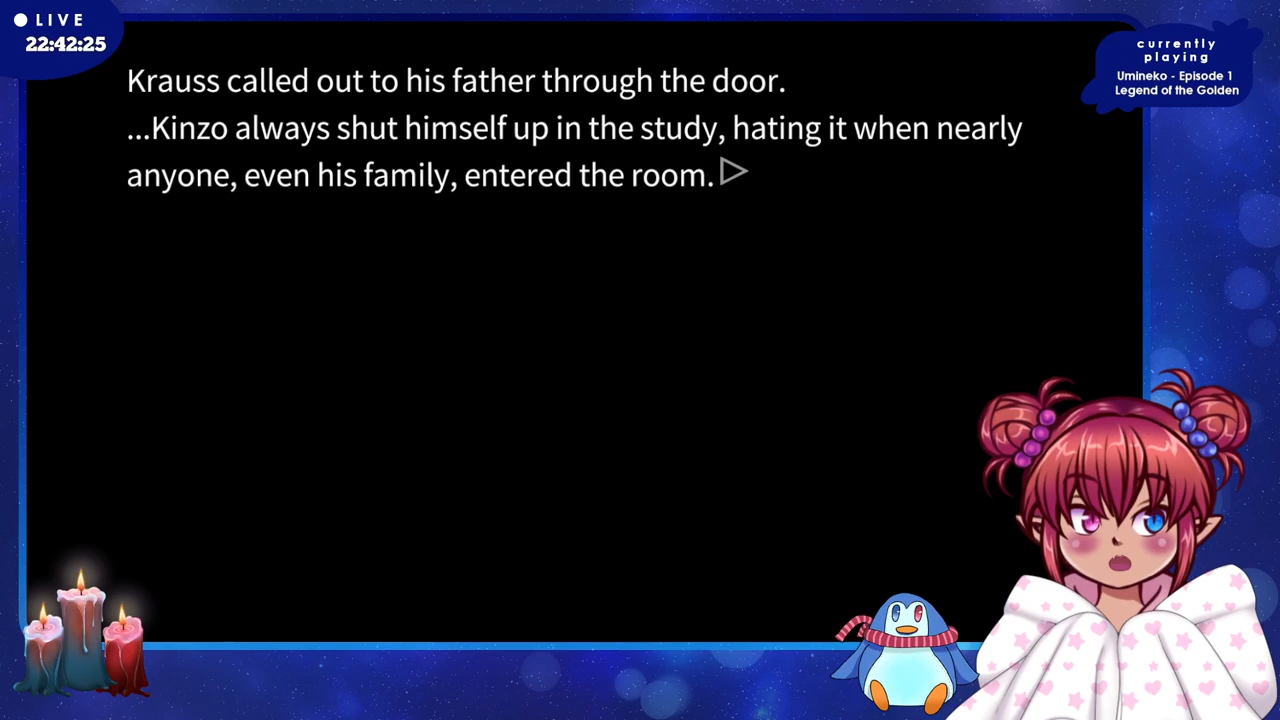 LIVE
22:42:25
currently
playing
Umineko - Episode 1
Legend of the Golden
Krauss called out to his father through the door.
...Kinzo always shut himself up in the study, hating it when nearly
anyone, even his family, entered the room.